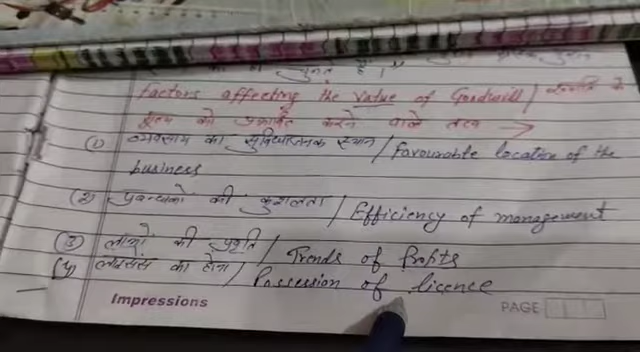 चुनते हैं।"
Factors affecting the value of Goodwill / ख्याति के
मूल्य को प्रभावित करने वाले तत्व →
(1) व्यवसाय का सुविधाजनक स्थान / favourable location of the
business
(2) प्रबन्धको की कुशलता / Efficiency of management
(3) लाभो की प्रवृति / Trends of Profits
(4) लाइसेंस का होना / Possession of licence
Impressions PAGE